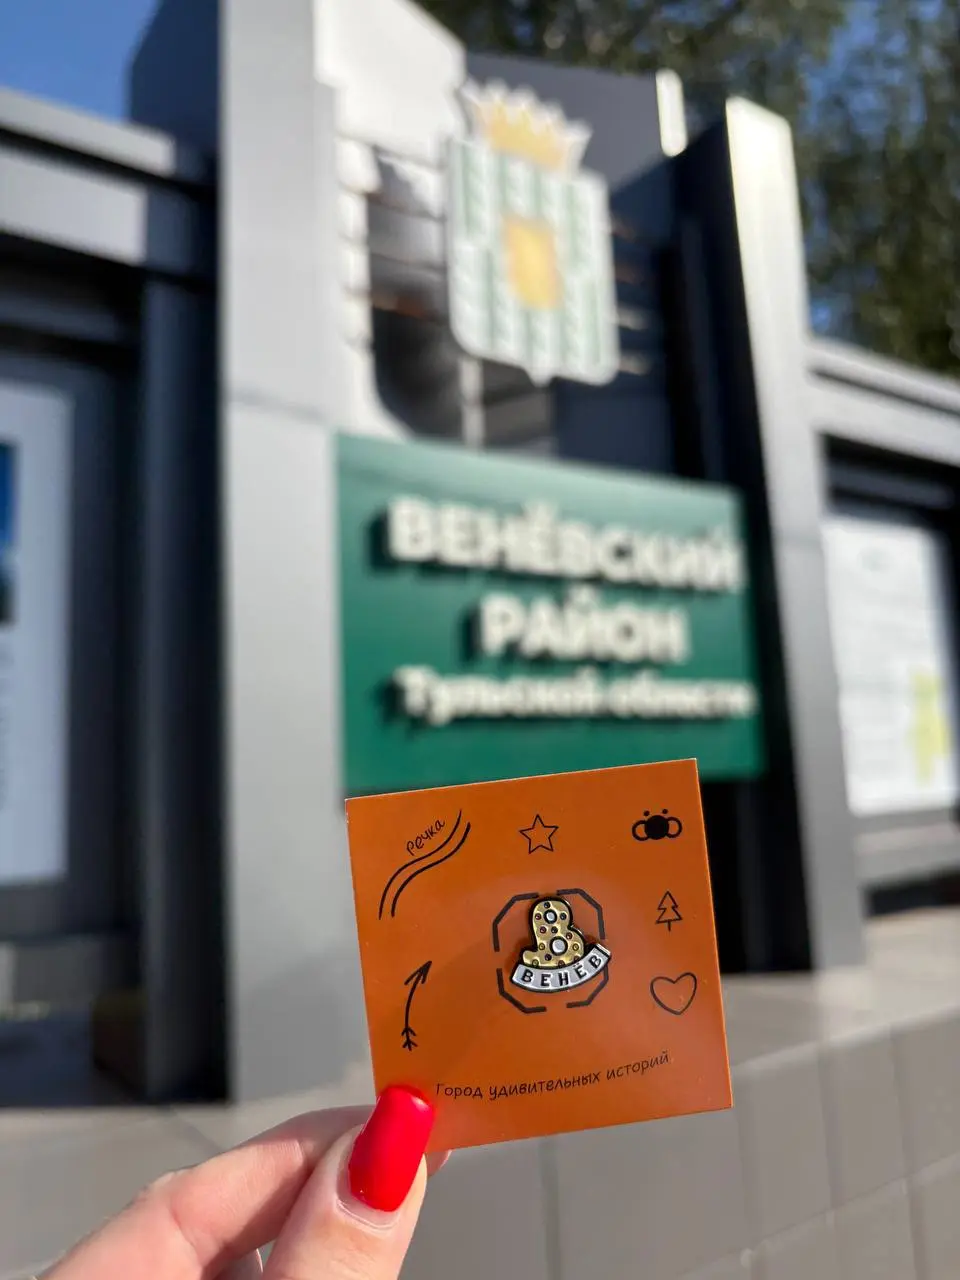 ВЕНЁВСКИЙ
РАЙОН
Тульской области
речка
ВЕНЁВ
Город удивительных историй